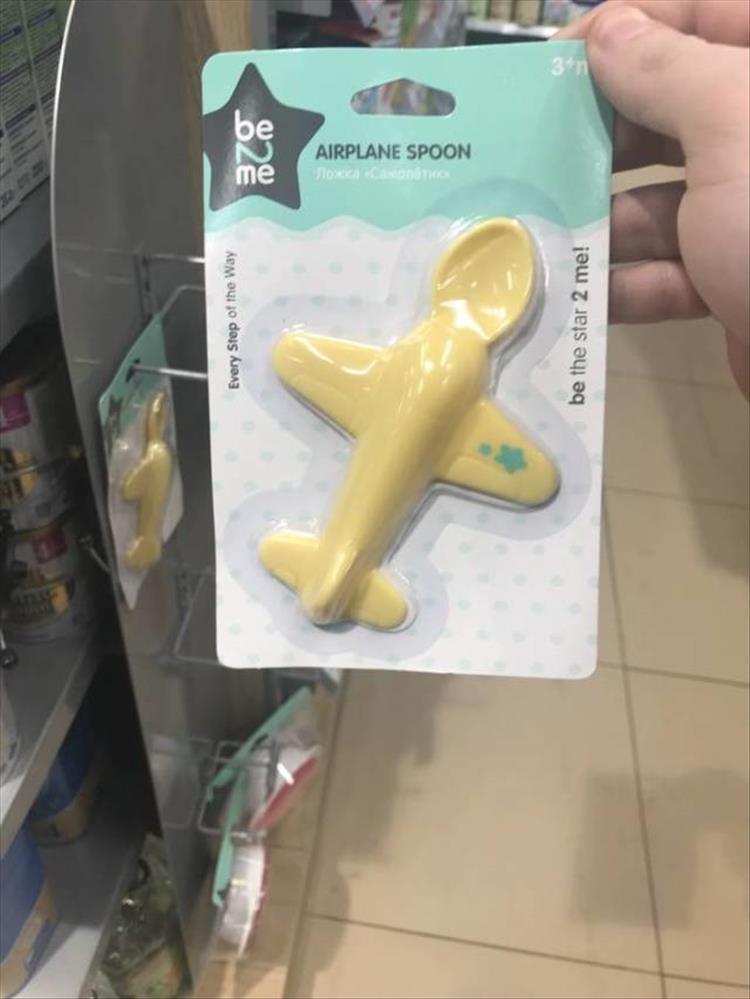 be
2
me
3+
AIRPLANE SPOON
Ложка «Самолётик»
Every Step of the Way
be the star 2 me!